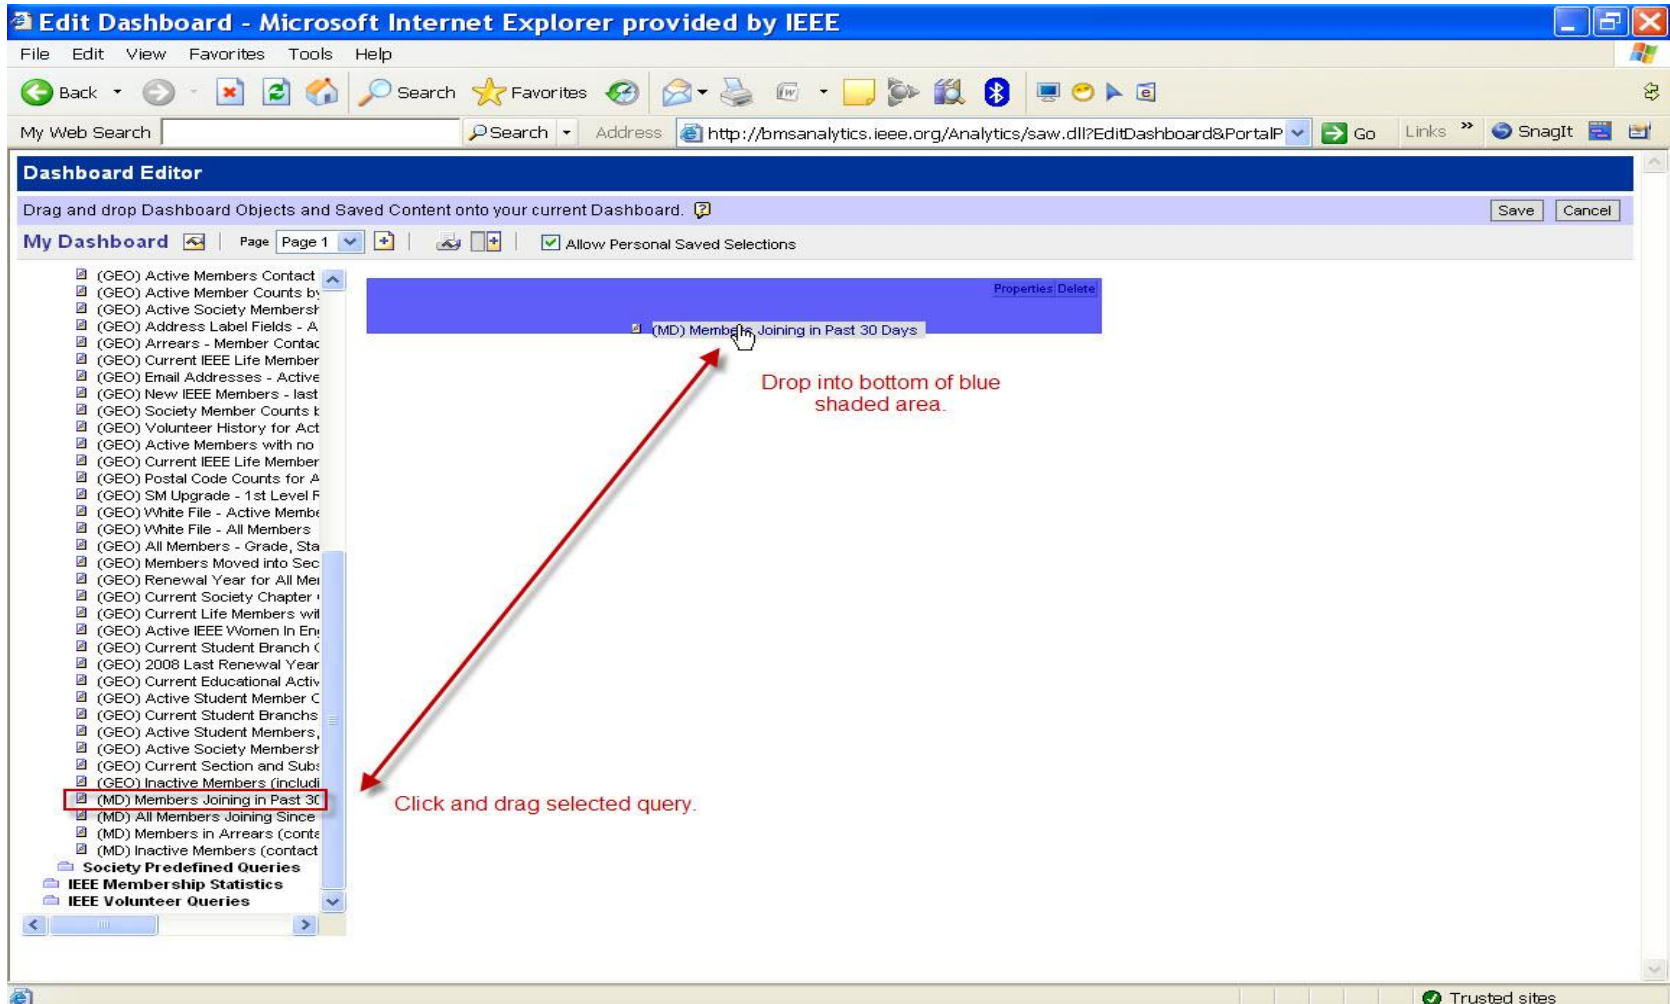 Edit Dashboard - Microsoft Internet Explorer provided by IEEE
File Edit View Favorites Tools Help
Back Search Favorites
My Web Search Search Address http://bmsanalytics.ieee.org/Analytics/saw.dll?EditDashboard&PortalP Go Links » SnagIt
Dashboard Editor
Drag and drop Dashboard Objects and Saved Content onto your current Dashboard. Save Cancel
My Dashboard Page Page 1 Allow Personal Saved Selections
(GEO) Active Members Contact
(GEO) Active Member Counts by
(GEO) Active Society Membersh
(GEO) Address Label Fields - A
(GEO) Arrears - Member Contac
(GEO) Current IEEE Life Member
(GEO) Email Addresses - Active
(GEO) New IEEE Members - last
(GEO) Society Member Counts b
(GEO) Volunteer History for Act
(GEO) Active Members with no
(GEO) Current IEEE Life Member
(GEO) Postal Code Counts for A
(GEO) SM Upgrade - 1st Level R
(GEO) White File - Active Membe
(GEO) White File - All Members
(GEO) All Members - Grade, Sta
(GEO) Members Moved into Sec
(GEO) Renewal Year for All Mei
(GEO) Current Society Chapter
(GEO) Current Life Members wit
(GEO) Active IEEE Women In Eng
(GEO) Current Student Branch C
(GEO) 2008 Last Renewal Year
(GEO) Current Educational Activ
(GEO) Active Student Member C
(GEO) Current Student Branchs
(GEO) Active Student Members,
(GEO) Active Society Membersh
(GEO) Current Section and Subs
(GEO) Inactive Members (includi
(MD) Members Joining in Past 30
(MD) All Members Joining Since
(MD) Members in Arrears (conta
(MD) Inactive Members (contact
Society Predefined Queries
IEEE Membership Statistics
IEEE Volunteer Queries
Properties Delete
(MD) Members Joining in Past 30 Days
Drop into bottom of blue
shaded area.
Click and drag selected query.
Trusted sites